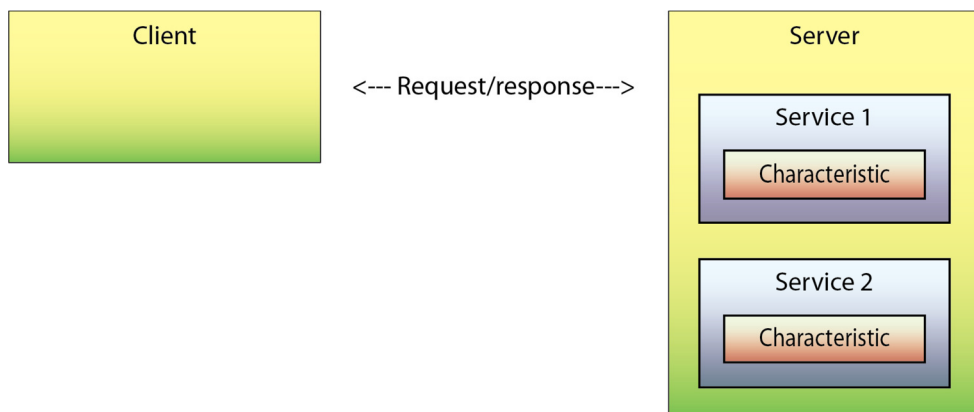 Client
<--- Request/response--->
Server
Service 1
Characteristic
Service 2
Characteristic